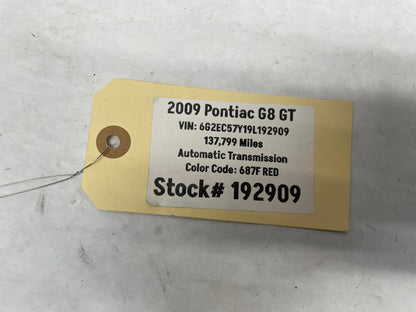 2009 Pontiac G8 GT
VIN: 6G2EC57Y19L192909
137,799 Miles
Automatic Transmission
Color Code: 687F RED
Stock# 192909